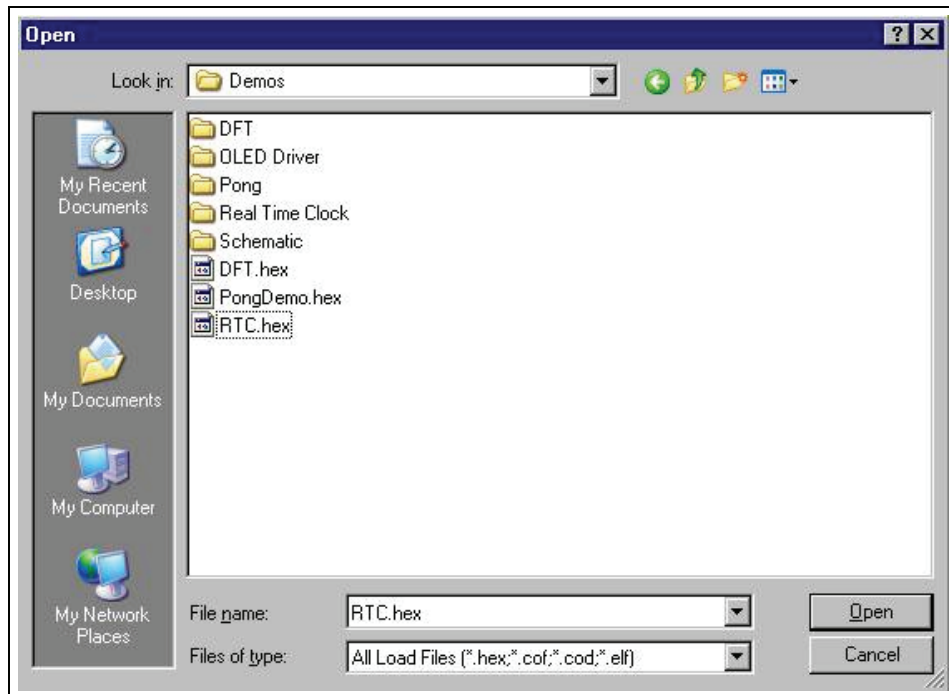 Open
Look in: Demos
My Recent
Documents
Desktop
My Documents
My Computer
My Network
Places
DFT
OLED Driver
Pong
Real Time Clock
Schematic
DFT.hex
PongDemo.hex
RTC.hex
File name: RTC.hex Open
Files of type: All Load Files (*.hex;*.cof;*.cod;*.elf) Cancel